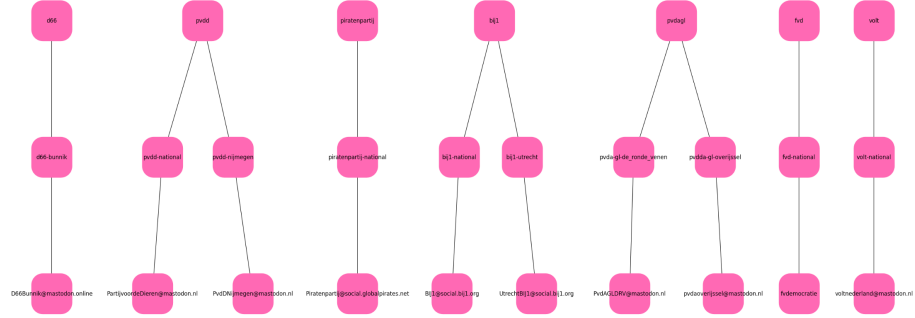 d66
pvdd
piratenpartij
bij1
pvdagl
fvd
volt
d66-bunnik
pvdd-national
pvdd-nijmegen
piratenpartij-national
bij1-national
bij1-utrecht
pvda-gl-de_ronde_venen
pvdda-gl-overijssel
fvd-national
volt-national
D66Bunnik@mastodon.online
PartijvoordeDieren@mastodon.nl
PvdDNijmegen@mastodon.nl
Piratenpartij@social.globalpirates.net
BIJ1@social.bij1.org
UtrechtBij1@social.bij1.org
PvdAGLDRV@mastodon.nl
pvdaoverijssel@mastodon.nl
fvdemocratie
voltnederland@mastodon.nl